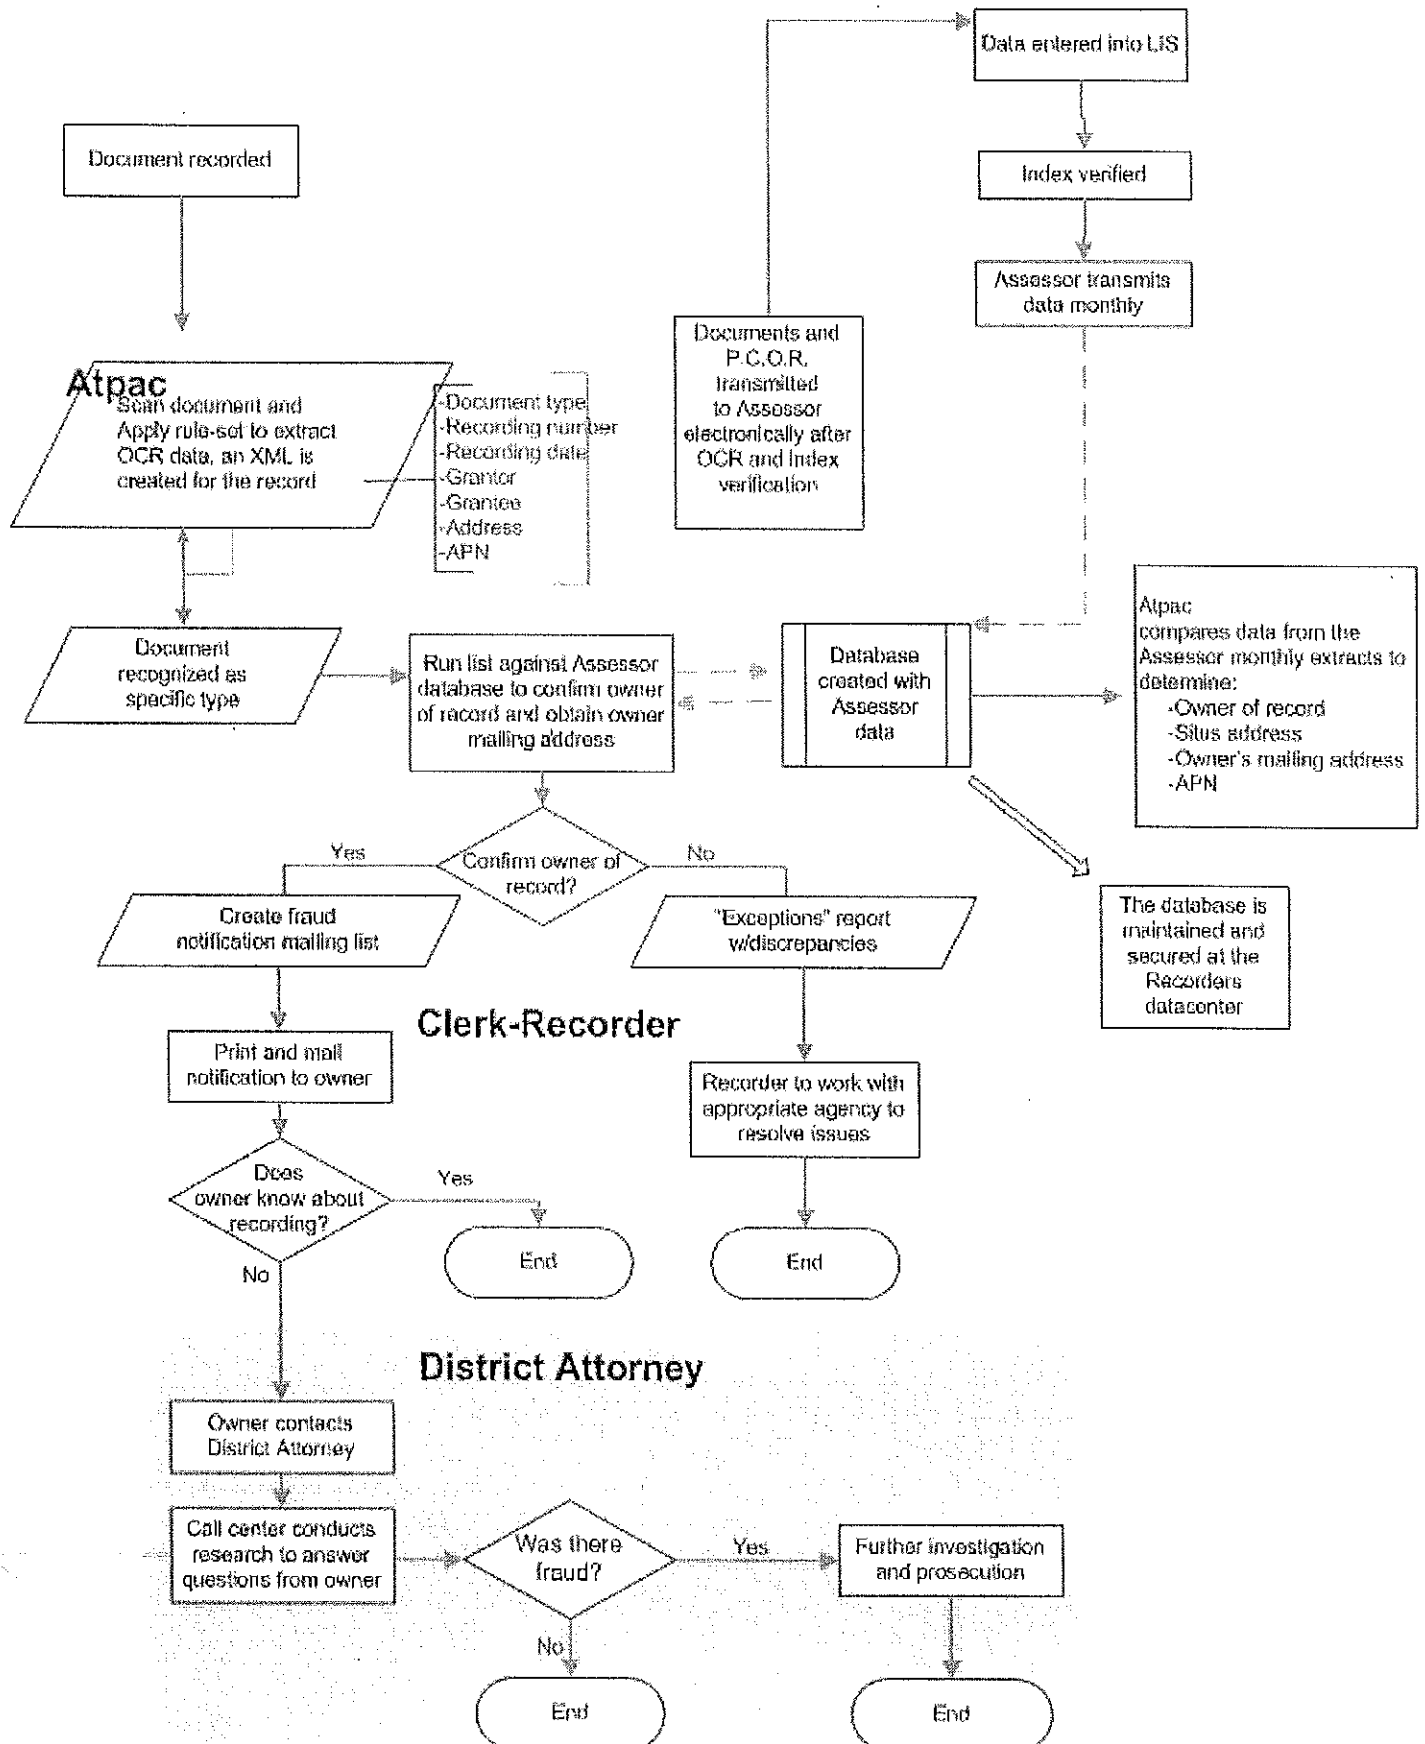 Data entered into LIS
Document recorded
Index verified
Assessor transmits
data monthly
Documents and
P.C.O.R.
transmitted
to Assessor
electronically after
OCR and Index
verification
Atpac
Scan document and
Apply rule-set to extract
OCR data, an XML is
created for the record
-Document type
-Recording number
-Recording date
-Grantor
-Grantee
-Address
-APN
Document
recognized as
specific type
Run list against Assessor
database to confirm owner
of record and obtain owner
mailing address
Database
created with
Assessor
data
Atpac
compares data from the
Assessor monthly extracts to
determine:
-Owner of record
-Situs address
-Owner's mailing address
-APN
Confirm owner of
record?
Yes
No
Create fraud
notification mailing list
"Exceptions" report
w/discrepancies
The database is
maintained and
secured at the
Recorders
datacenter
Clerk-Recorder
Print and mail
notification to owner
Recorder to work with
appropriate agency to
resolve issues
Does
owner know about
recording?
Yes
No
End
End
District Attorney
Owner contacts
District Attorney
Call center conducts
research to answer
questions from owner
Was there
fraud?
Yes
Further investigation
and prosecution
No
End
End